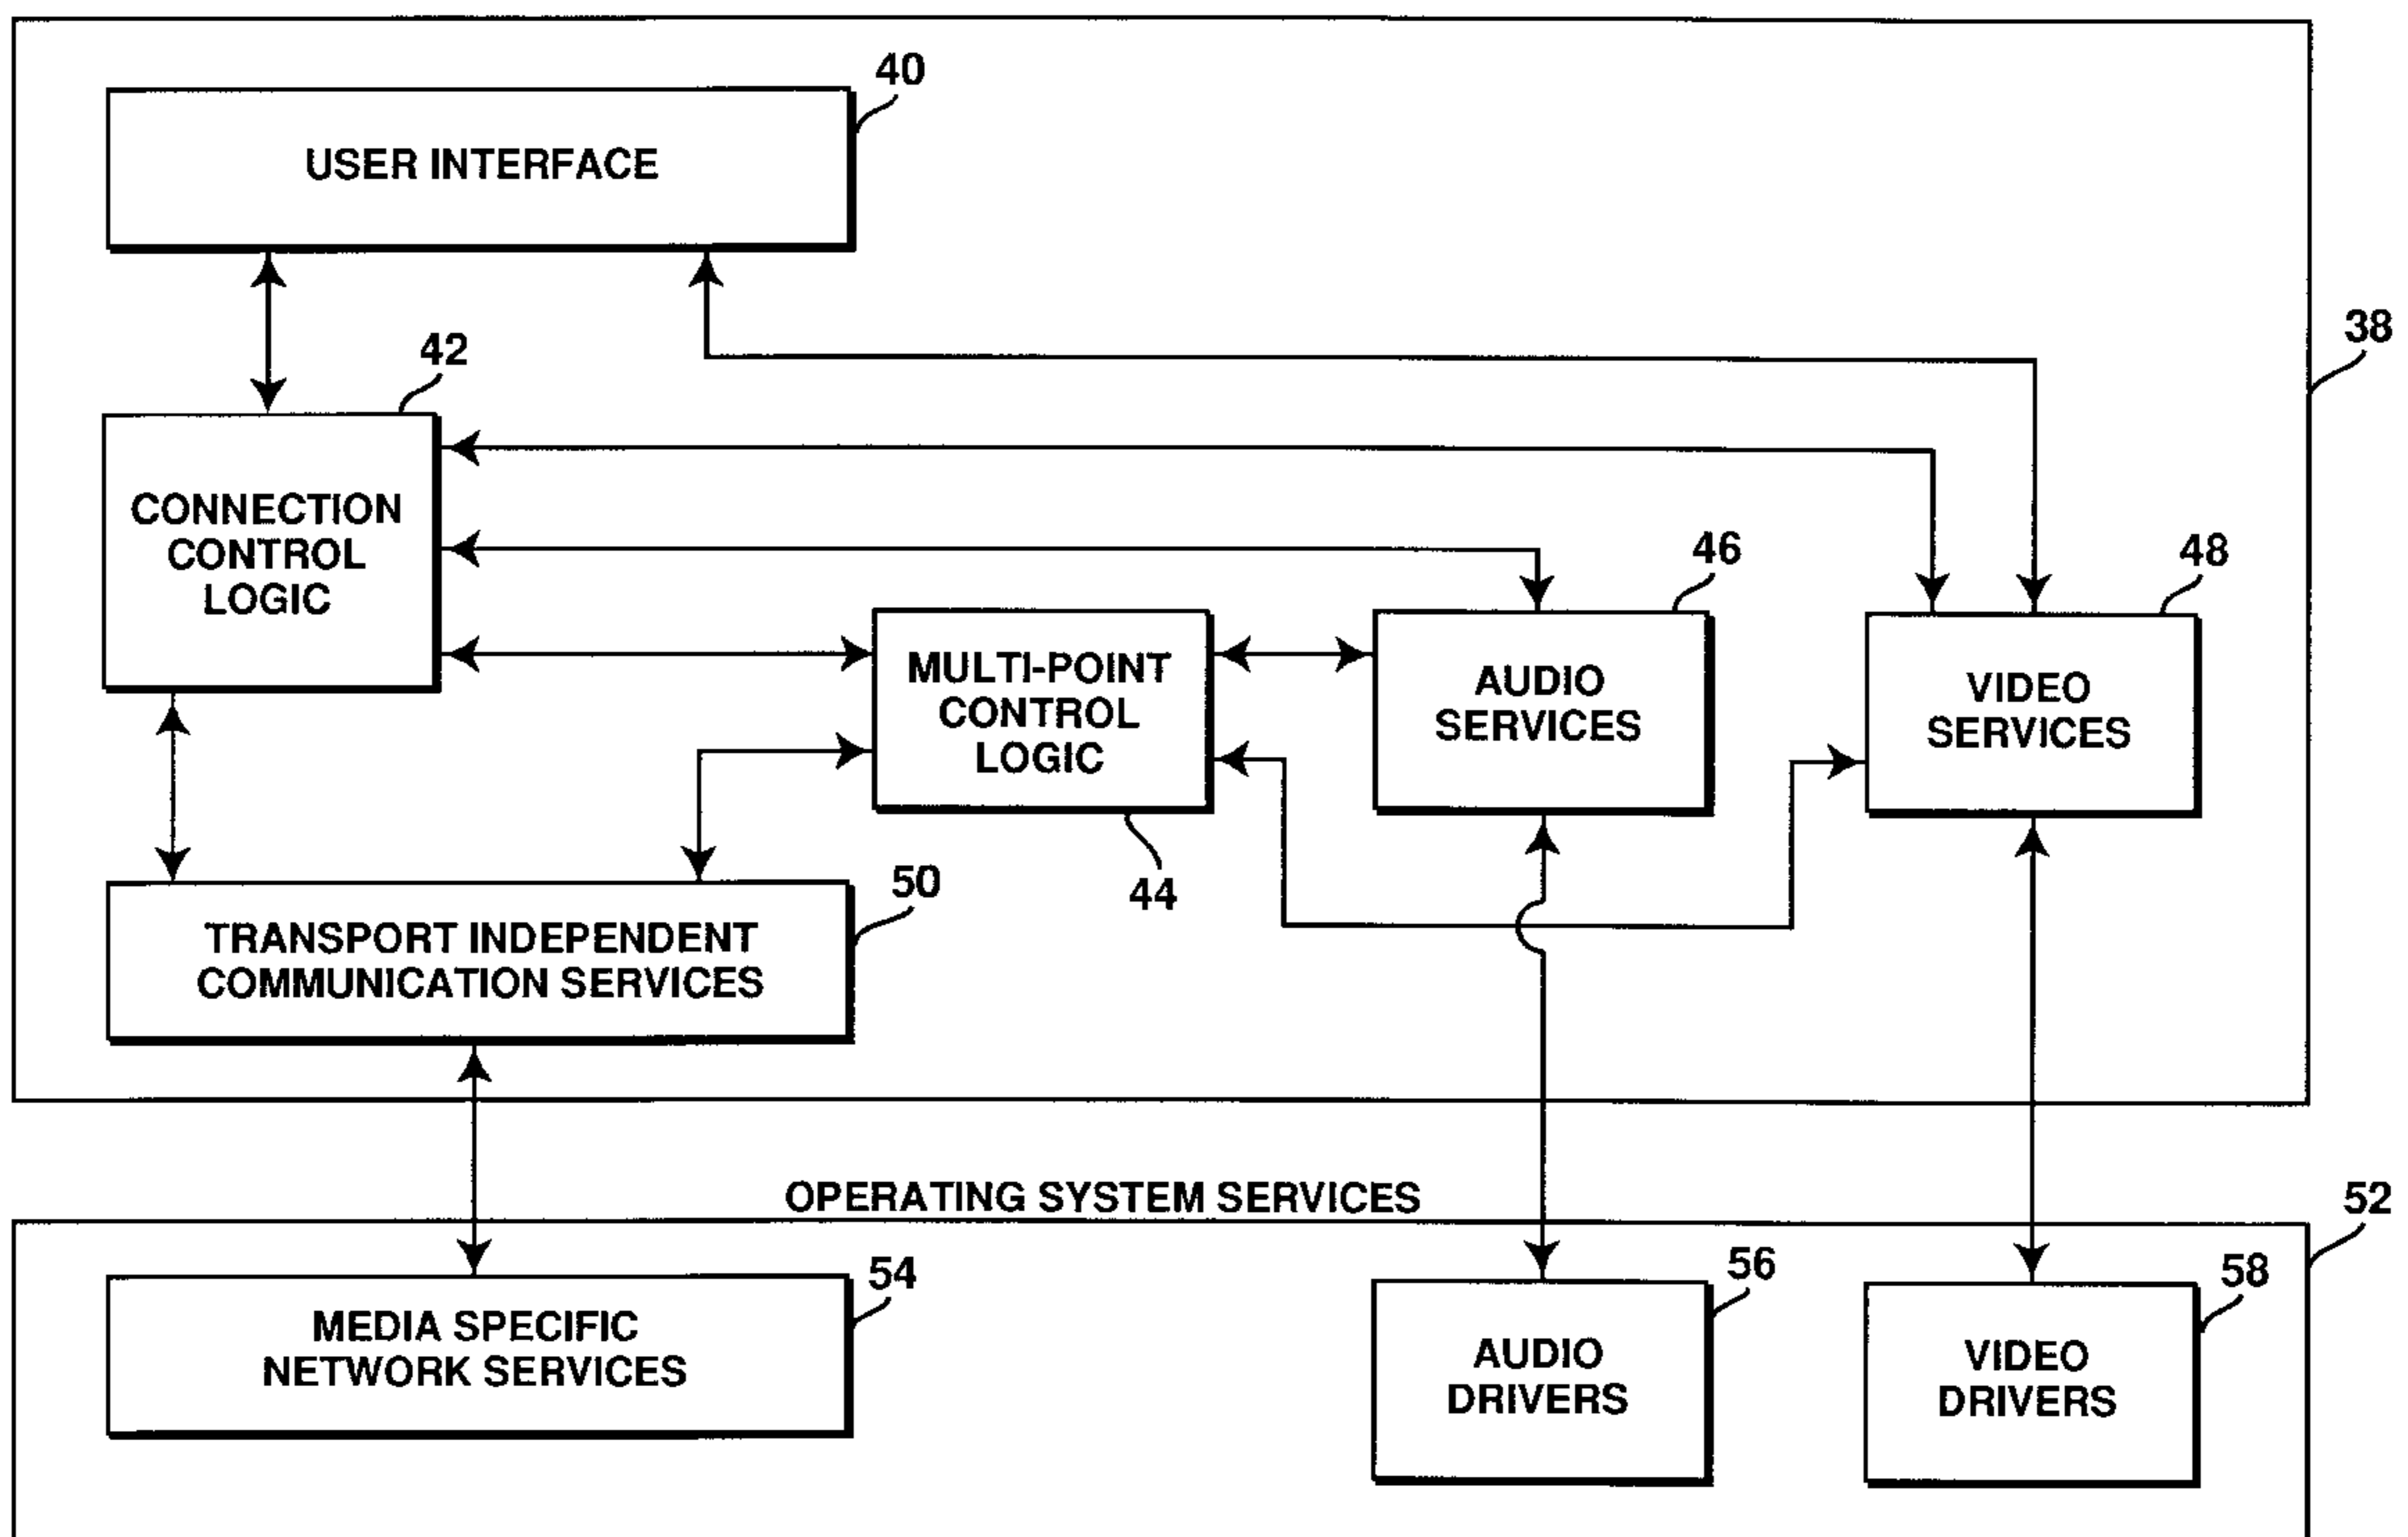 40
USER INTERFACE
38
42
CONNECTION
CONTROL
LOGIC
46
48
MULTI-POINT
CONTROL
LOGIC
AUDIO
SERVICES
VIDEO
SERVICES
44
50
TRANSPORT INDEPENDENT
COMMUNICATION SERVICES
OPERATING SYSTEM SERVICES
52
54
MEDIA SPECIFIC
NETWORK SERVICES
56
AUDIO
DRIVERS
58
VIDEO
DRIVERS